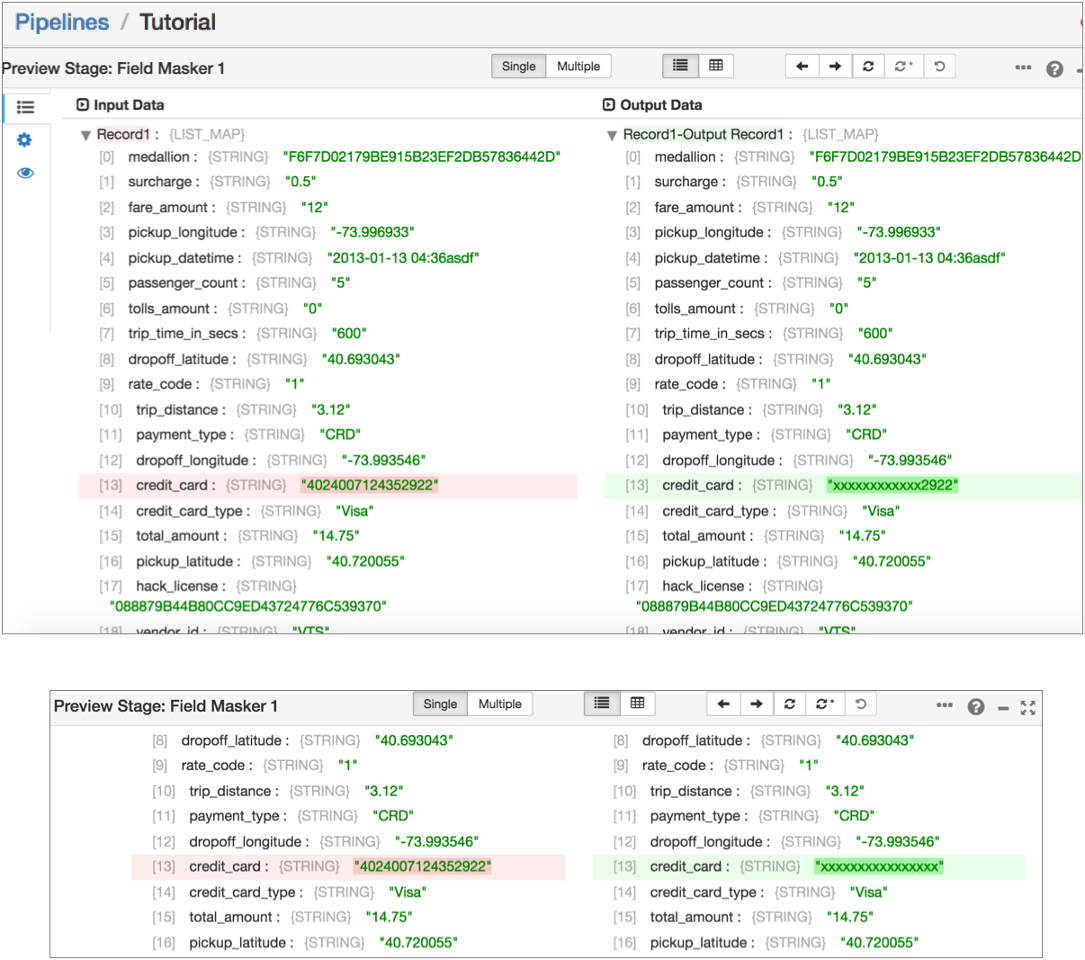 Pipelines / Tutorial
Preview Stage: Field Masker 1 Single Multiple
Input Data Output Data
Record1 : {LIST_MAP} Record1-Output Record1 : {LIST_MAP}
[0] medallion : {STRING} "F6F7D02179BE915B23EF2DB57836442D" [0] medallion : {STRING} "F6F7D02179BE915B23EF2DB57836442D
[1] surcharge : {STRING} "0.5" [1] surcharge : {STRING} "0.5"
[2] fare_amount : {STRING} "12" [2] fare_amount : {STRING} "12"
[3] pickup_longitude : {STRING} "-73.996933" [3] pickup_longitude : {STRING} "-73.996933"
[4] pickup_datetime : {STRING} "2013-01-13 04:36asdf" [4] pickup_datetime : {STRING} "2013-01-13 04:36asdf"
[5] passenger_count : {STRING} "5" [5] passenger_count : {STRING} "5"
[6] tolls_amount : {STRING} "0" [6] tolls_amount : {STRING} "0"
[7] trip_time_in_secs : {STRING} "600" [7] trip_time_in_secs : {STRING} "600"
[8] dropoff_latitude : {STRING} "40.693043" [8] dropoff_latitude : {STRING} "40.693043"
[9] rate_code : {STRING} "1" [9] rate_code : {STRING} "1"
[10] trip_distance : {STRING} "3.12" [10] trip_distance : {STRING} "3.12"
[11] payment_type : {STRING} "CRD" [11] payment_type : {STRING} "CRD"
[12] dropoff_longitude : {STRING} "-73.993546" [12] dropoff_longitude : {STRING} "-73.993546"
[13] credit_card : {STRING} "4024007124352922" [13] credit_card : {STRING} "xxxxxxxxxxxx2922"
[14] credit_card_type : {STRING} "Visa" [14] credit_card_type : {STRING} "Visa"
[15] total_amount : {STRING} "14.75" [15] total_amount : {STRING} "14.75"
[16] pickup_latitude : {STRING} "40.720055" [16] pickup_latitude : {STRING} "40.720055"
[17] hack_license : {STRING} [17] hack_license : {STRING}
"088879B44B80CC9ED43724776C539370" "088879B44B80CC9ED43724776C539370"
[18] vendor_id : {STRING} "VTS" [18] vendor_id : {STRING} "VTS"
Preview Stage: Field Masker 1 Single Multiple
[8] dropoff_latitude : {STRING} "40.693043" [8] dropoff_latitude : {STRING} "40.693043"
[9] rate_code : {STRING} "1" [9] rate_code : {STRING} "1"
[10] trip_distance : {STRING} "3.12" [10] trip_distance : {STRING} "3.12"
[11] payment_type : {STRING} "CRD" [11] payment_type : {STRING} "CRD"
[12] dropoff_longitude : {STRING} "-73.993546" [12] dropoff_longitude : {STRING} "-73.993546"
[13] credit_card : {STRING} "4024007124352922" [13] credit_card : {STRING} "xxxxxxxxxxxxxxxx"
[14] credit_card_type : {STRING} "Visa" [14] credit_card_type : {STRING} "Visa"
[15] total_amount : {STRING} "14.75" [15] total_amount : {STRING} "14.75"
[16] pickup_latitude : {STRING} "40.720055" [16] pickup_latitude : {STRING} "40.720055"